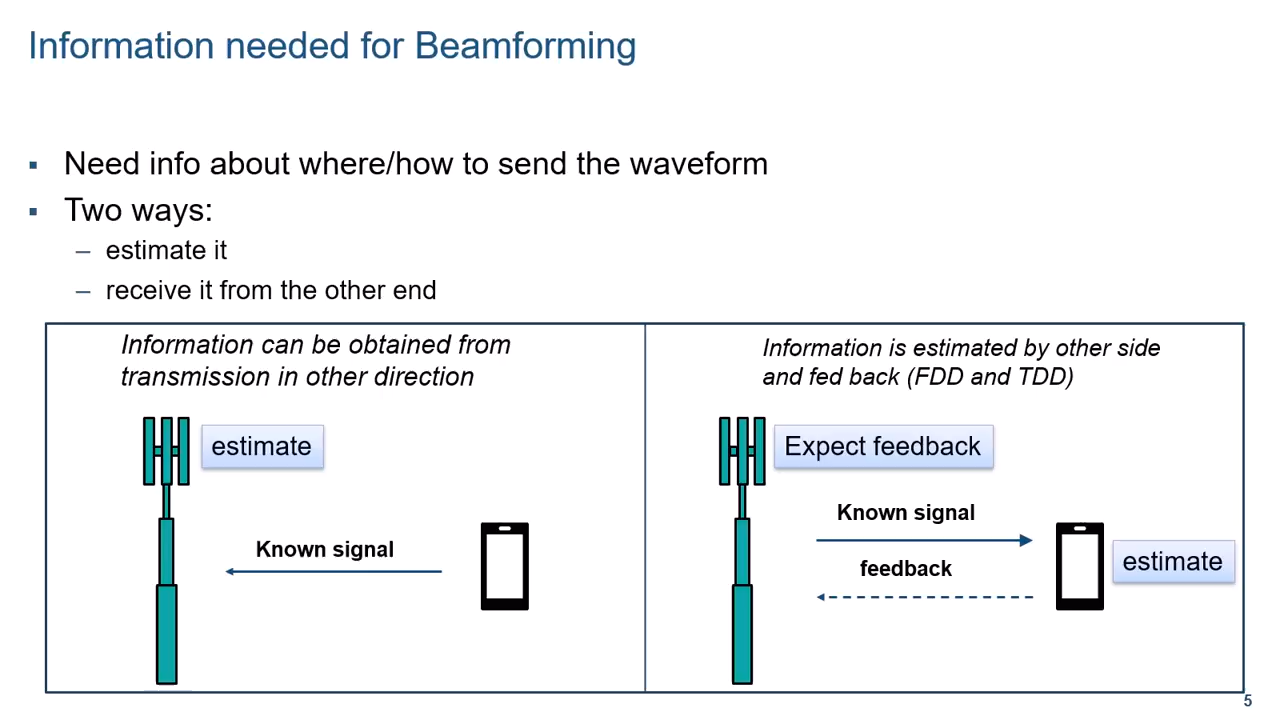 Information needed for Beamforming
▪ Need info about where/how to send the waveform
▪ Two ways:
– estimate it
– receive it from the other end
Information can be obtained from
transmission in other direction
estimate
Known signal
Information is estimated by other side
and fed back (FDD and TDD)
Expect feedback
Known signal
feedback
estimate
5